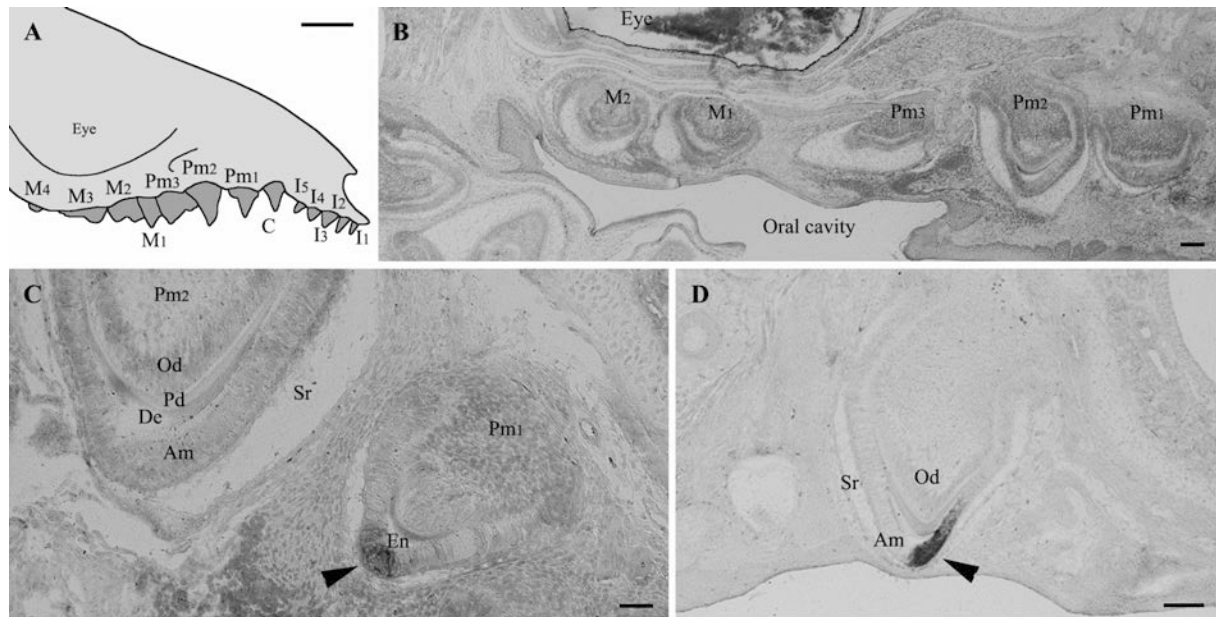 A
Eye
M4 M3 M2 Pm3 Pm2 Pm1 I5 I4 I2
M1 C I3 I1
B
Eye
M2 M1 Pm3 Pm2 Pm1
Oral cavity
C
Pm2
Od
Pd
De
Am
Sr
Pm1
En
D
Sr
Od
Am